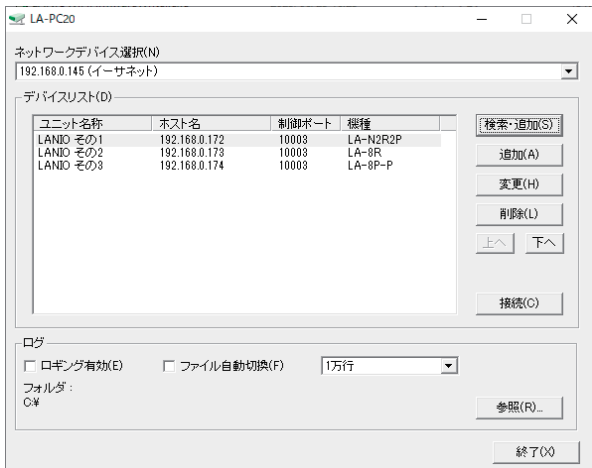 LA-PC20
ネットワークデバイス選択(N)
192.168.0.145 (イーサネット)
デバイスリスト(D)
ユニット名称 ホスト名 制御ポート 機種
LANIO その1 192.168.0.172 10003 LA-N2R2P
LANIO その2 192.168.0.173 10003 LA-8R
LANIO その3 192.168.0.174 10003 LA-8P-P
検索・追加(S)
追加(A)
変更(H)
削除(L)
上へ 下へ
接続(C)
ログ
ロギング有効(E) ファイル自動切換(F) 1万行
フォルダ:
C:¥
参照(R)...
終了(X)